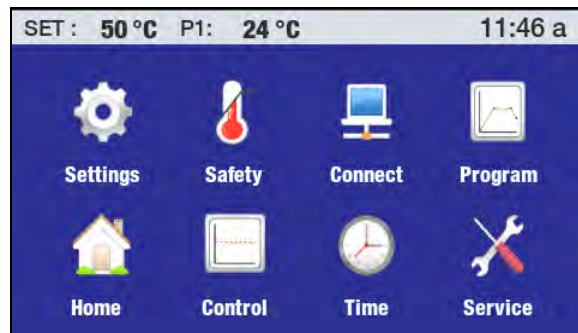 SET : 50 °C P1: 24 °C 11:46 a
Settings Safety Connect Program
Home Control Time Service